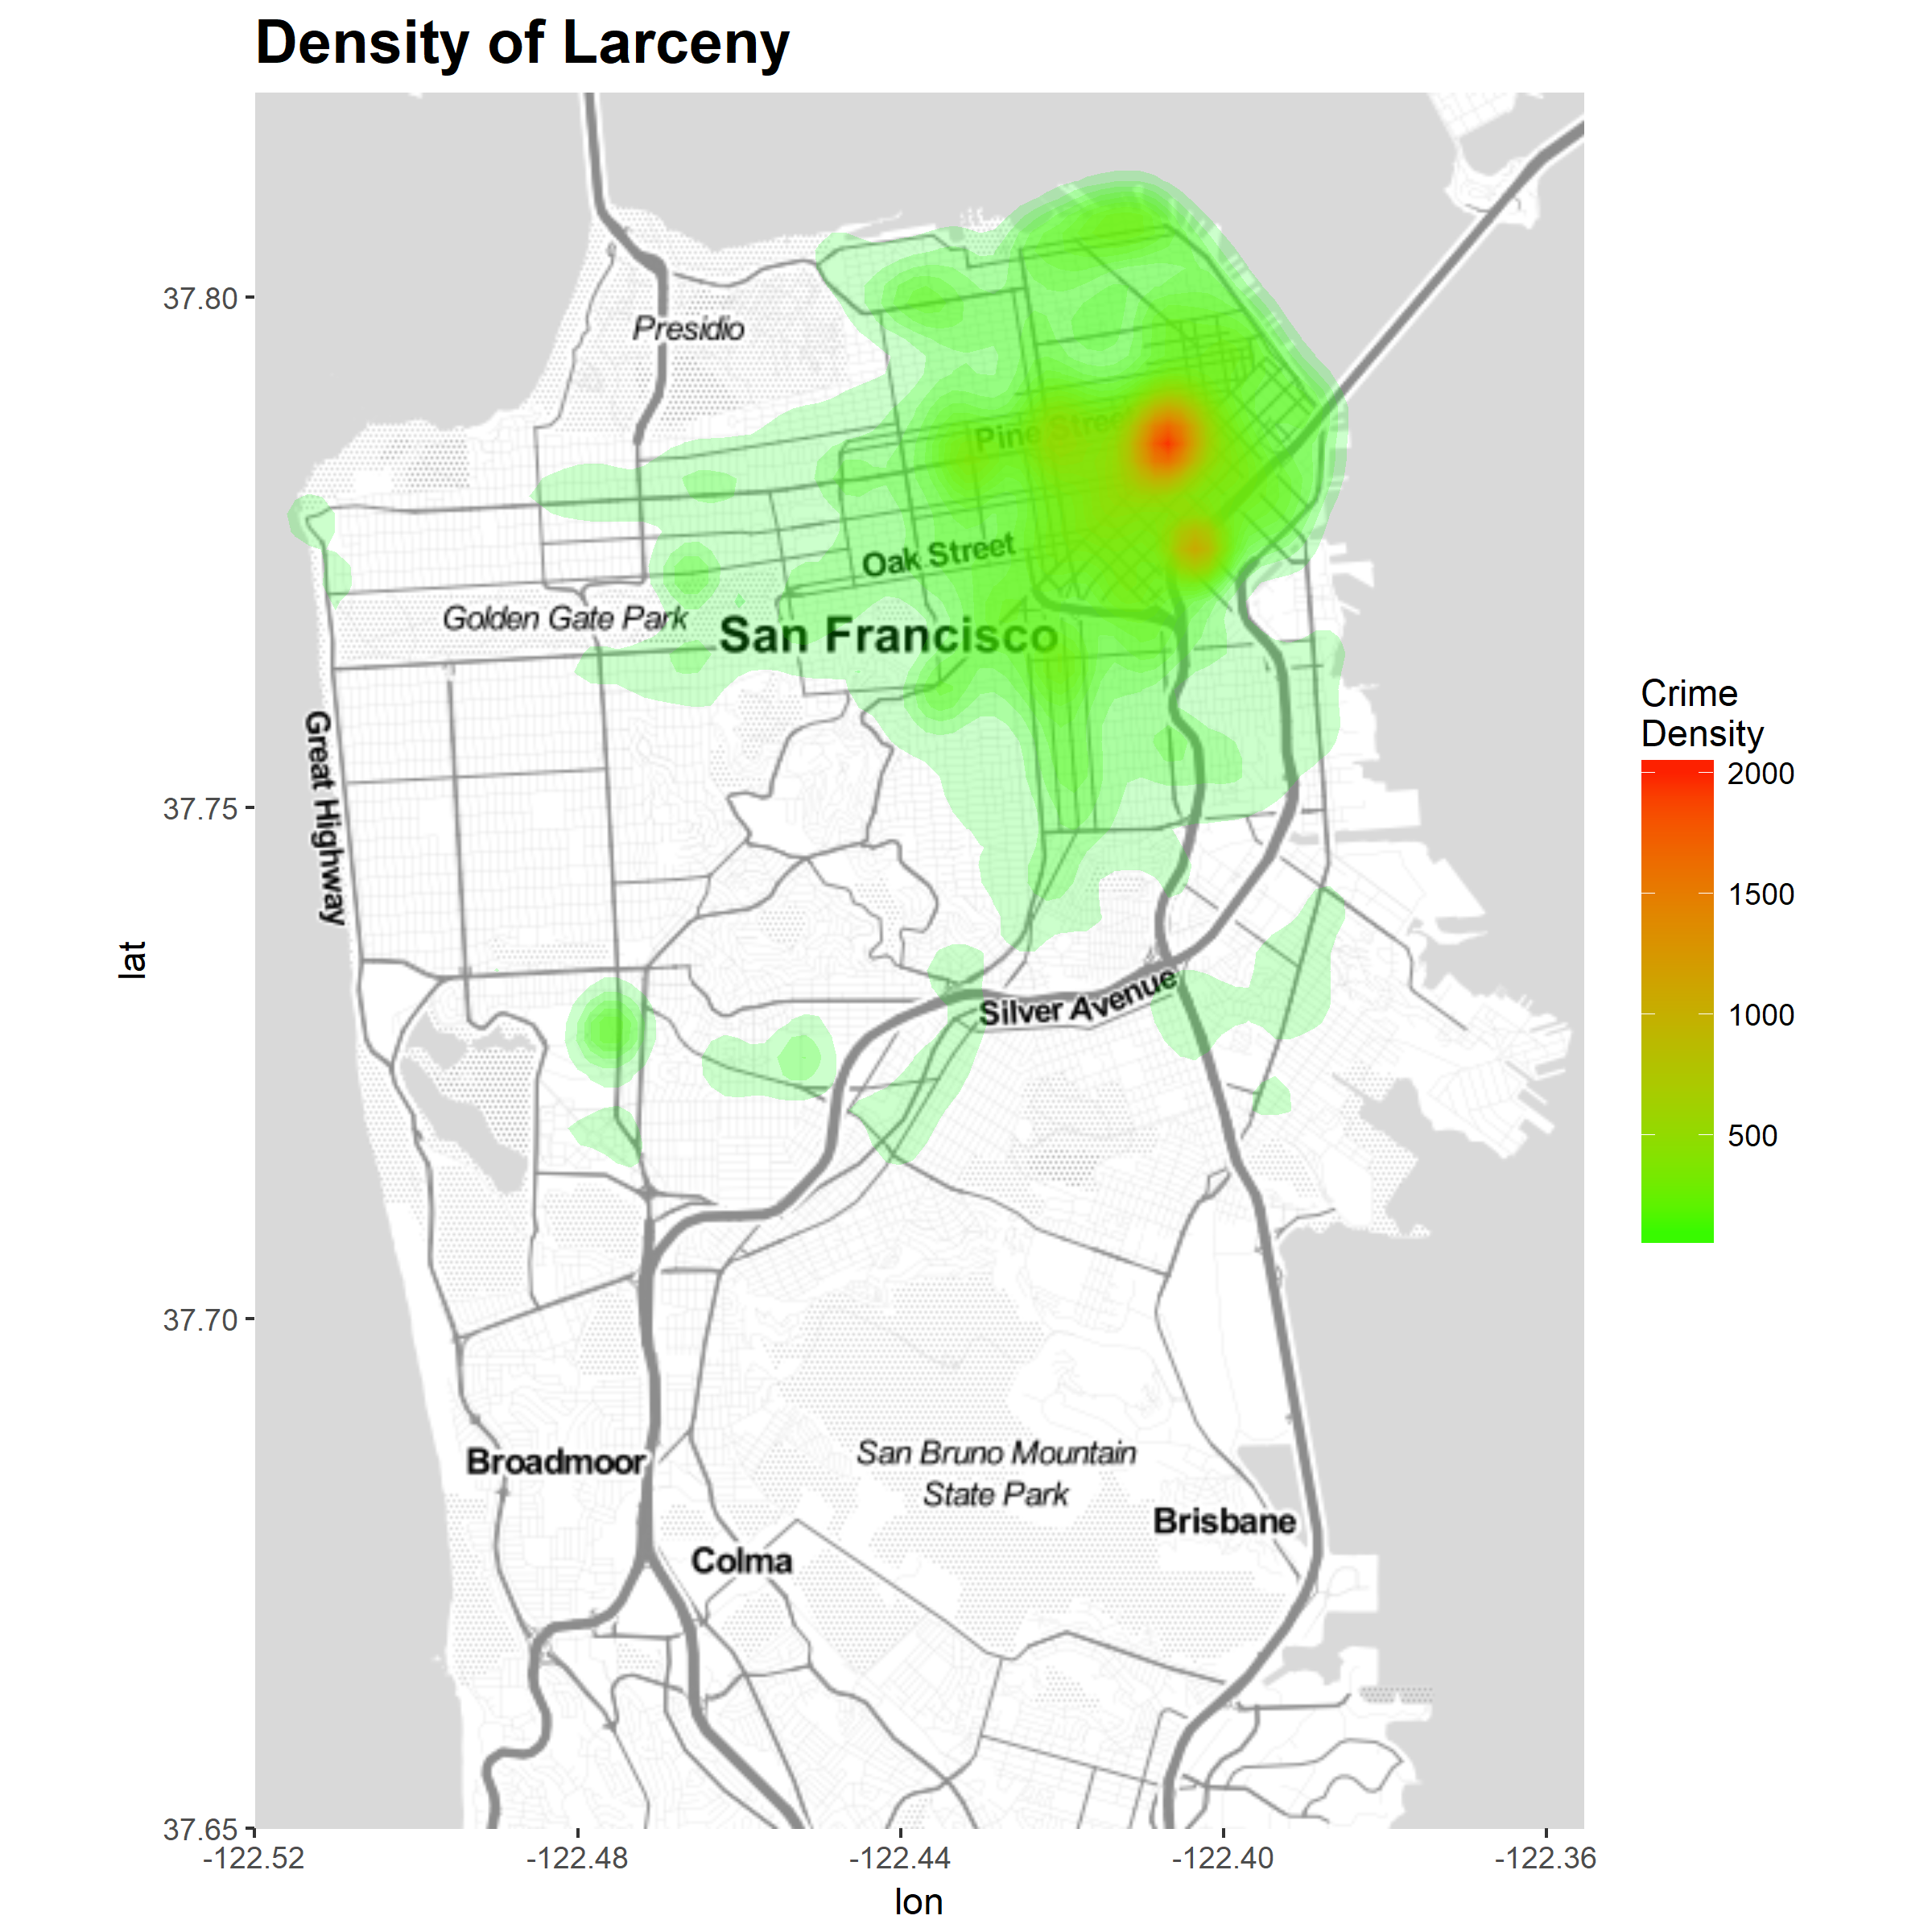 Density of Larceny
37.80
37.75
37.70
37.65
lat
-122.52
-122.48
-122.44
-122.40
-122.36
lon
Presidio
Pine Street
Oak Street
Golden Gate Park
San Francisco
Great Highway
Silver Avenue
Broadmoor
San Bruno Mountain
State Park
Brisbane
Colma
Crime
Density
2000
1500
1000
500